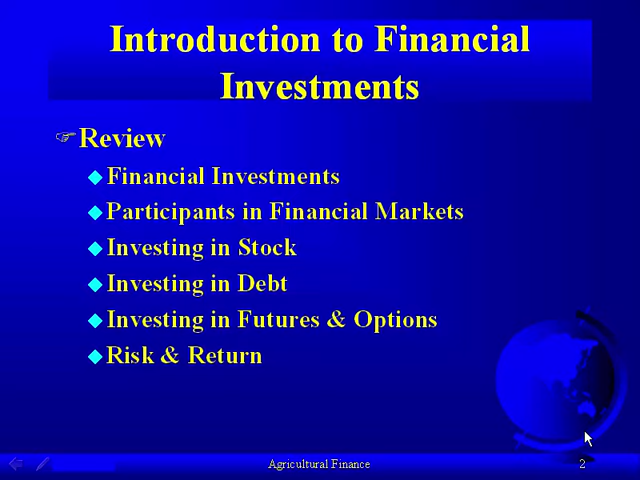 Introduction to Financial
Investments
Review
Financial Investments
Participants in Financial Markets
Investing in Stock
Investing in Debt
Investing in Futures & Options
Risk & Return
Agricultural Finance
2